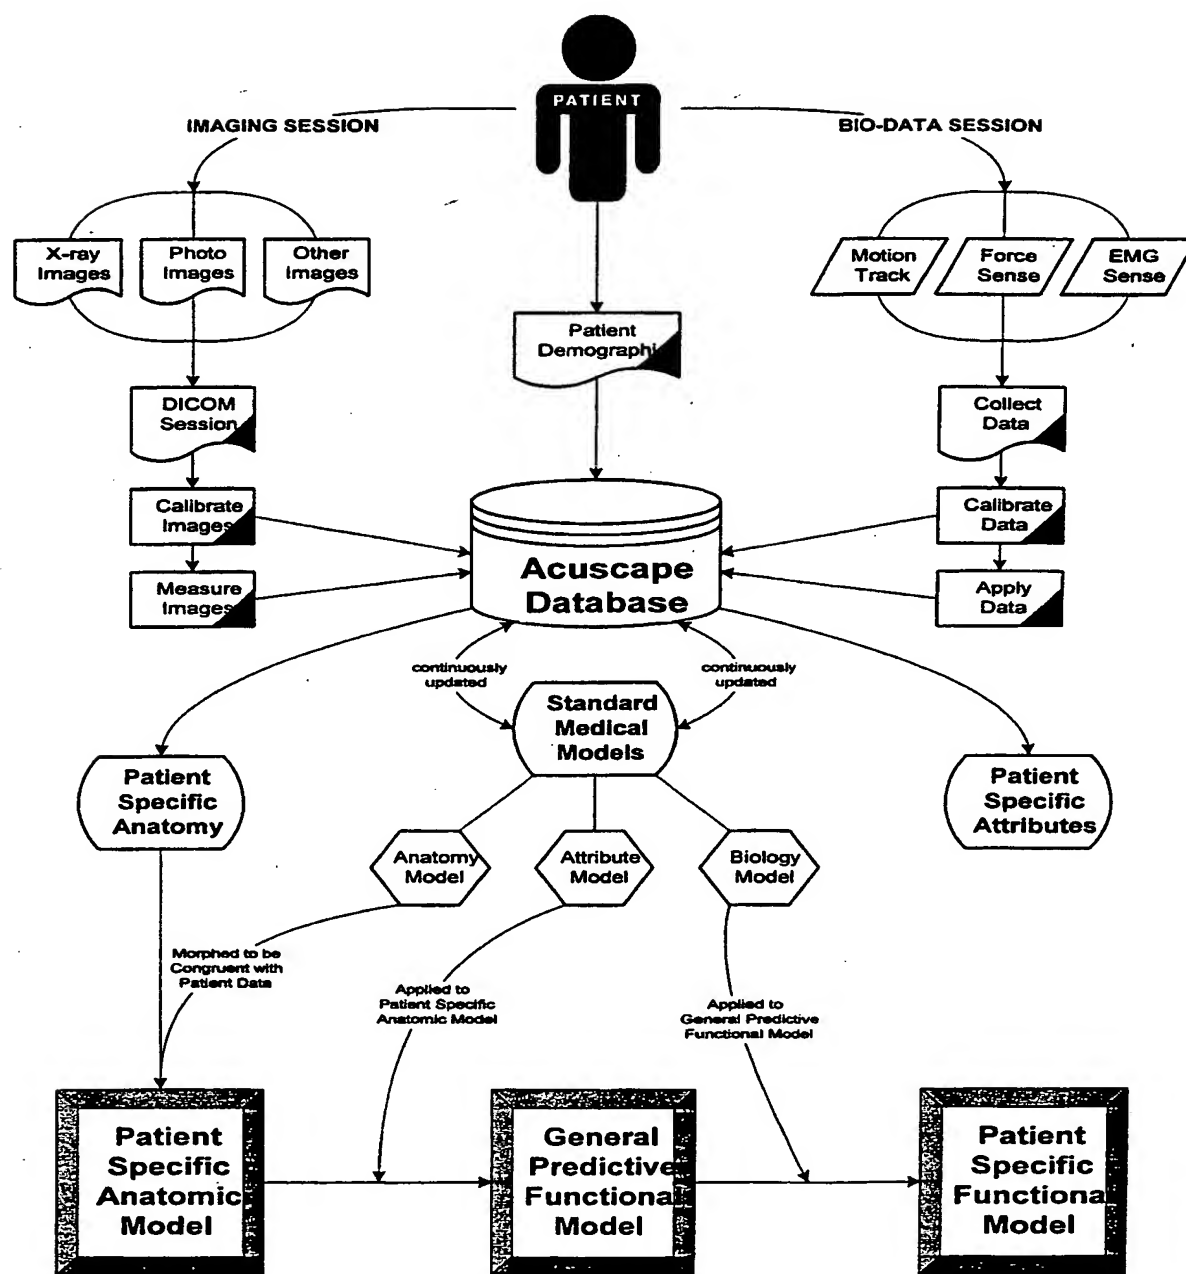 PATIENT
IMAGING SESSION
BIO-DATA SESSION
X-ray
Images
Photo
Images
Other
Images
Motion
Track
Force
Sense
EMG
Sense
Patient
Demographi
DICOM
Session
Collect
Data
Calibrate
Images
Calibrate
Data
Measure
Images
Apply
Data
Acuscape
Database
continuously
updated
continuously
updated
Standard
Medical
Models
Patient
Specific
Anatomy
Patient
Specific
Attributes
Anatomy
Model
Attribute
Model
Biology
Model
Morphed to be
Congruent with
Patient Data
Applied to
Patient Specific
Anatomic Model
Applied to
General Predictive
Functional Model
Patient
Specific
Anatomic
Model
General
Predictive
Functional
Model
Patient
Specific
Functiona
Model